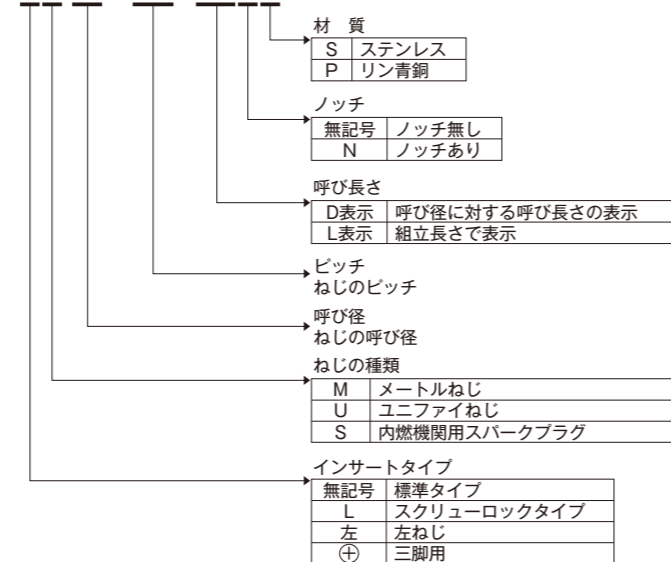 材 質
S ステンレス
P リン青銅
ノッチ
無記号 ノッチ無し
N ノッチあり
呼び長さ
D表示 呼び径に対する呼び長さの表示
L表示 組立長さで表示
ピッチ
ねじのピッチ
呼び径
ねじの呼び径
ねじの種類
M メートルねじ
U ユニファイねじ
S 内燃機関用スパークプラグ
インサートタイプ
無記号 標準タイプ
L スクリューロックタイプ
左 左ねじ
㊉ 三脚用